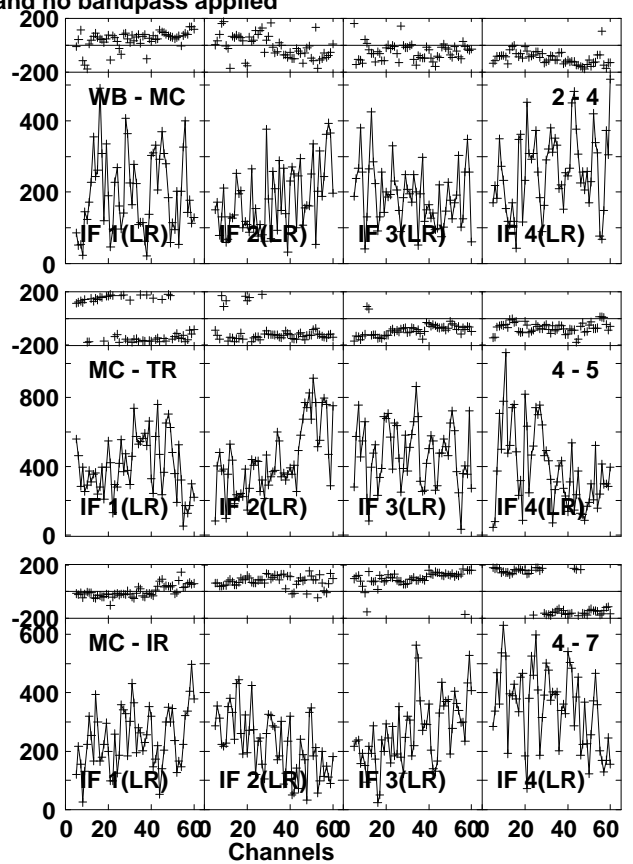 and no bandpass applied
200
-200
WB - MC 2 - 4
400
200
IF 1(LR) IF 2(LR) IF 3(LR) IF 4(LR)
0
200
-200
MC - TR 4 - 5
800
400
IF 1(LR) IF 2(LR) IF 3(LR) IF 4(LR)
0
200
-200
600
MC - IR 4 - 7
400
200
IF 1(LR) IF 2(LR) IF 3(LR) IF 4(LR)
0
0 20 40 60 0 20 40 60 0 20 40 60 0 20 40 60
Channels